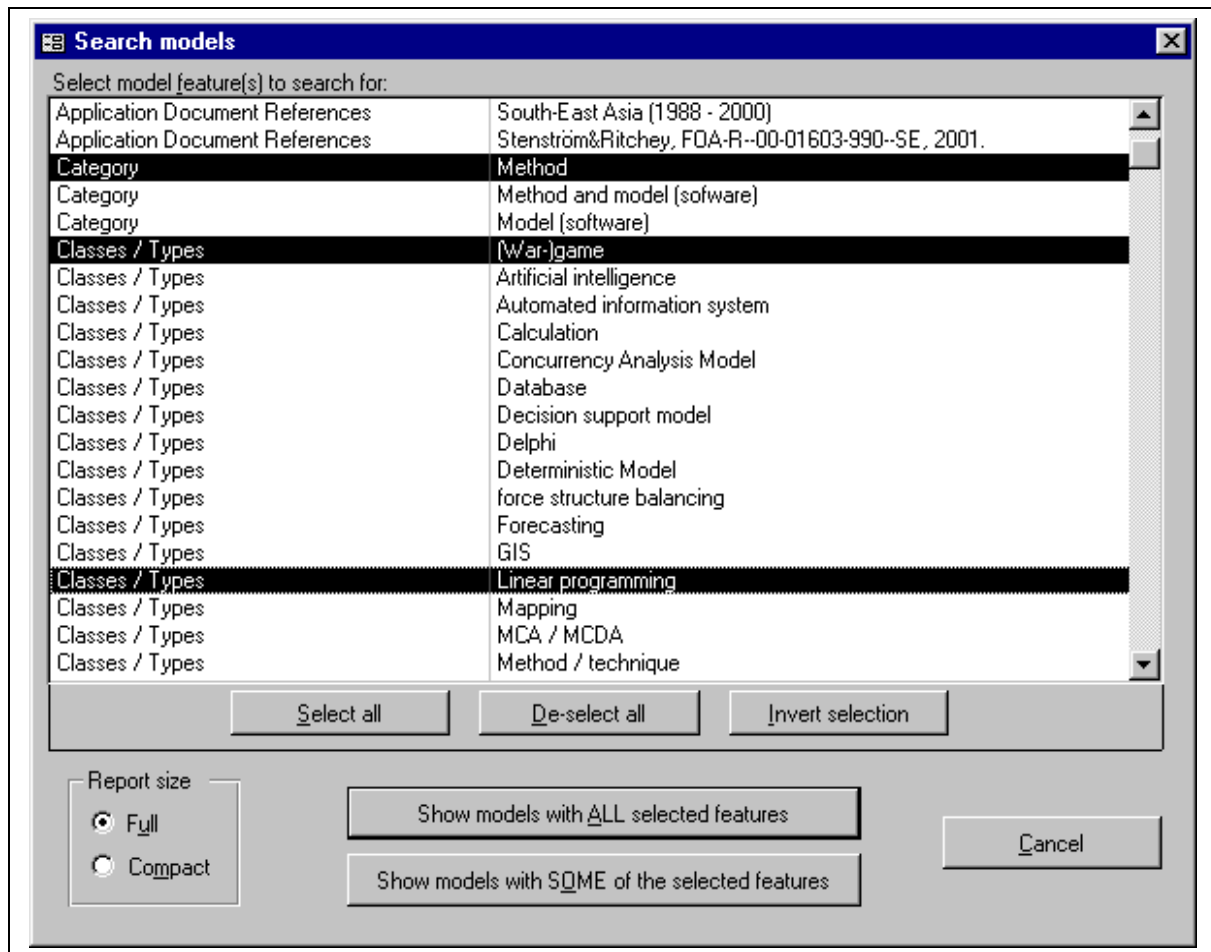 Search models
Select model feature(s) to search for:
Application Document References South-East Asia (1988 - 2000)
Application Document References Stenström&Ritchey, FOA-R--00-01603-990--SE, 2001.
Category Method
Category Method and model (sofware)
Category Model (software)
Classes / Types (War-)game
Classes / Types Artificial intelligence
Classes / Types Automated information system
Classes / Types Calculation
Classes / Types Concurrency Analysis Model
Classes / Types Database
Classes / Types Decision support model
Classes / Types Delphi
Classes / Types Deterministic Model
Classes / Types force structure balancing
Classes / Types Forecasting
Classes / Types GIS
Classes / Types Linear programming
Classes / Types Mapping
Classes / Types MCA / MCDA
Classes / Types Method / technique
Select all De-select all Invert selection
Report size
Full
Compact
Show models with ALL selected features
Show models with SOME of the selected features
Cancel